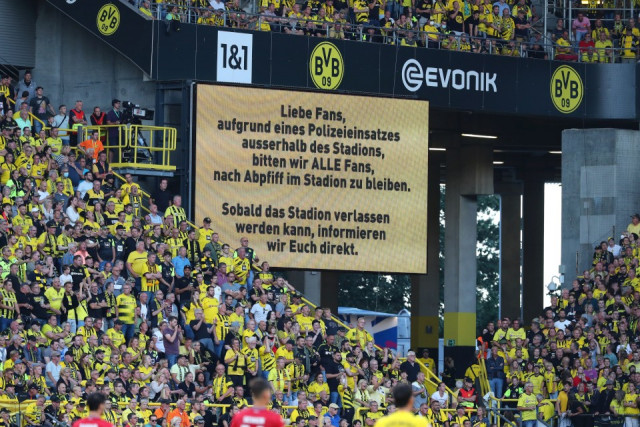 BVB
09
1&1
BVB
09
EVONIK
BVB
09
Liebe Fans,
aufgrund eines Polizeieinsatzes
ausserhalb des Stadions,
bitten wir ALLE Fans,
nach Abpfiff im Stadion zu bleiben.
Sobald das Stadion verlassen
werden kann, informieren
wir Euch direkt.